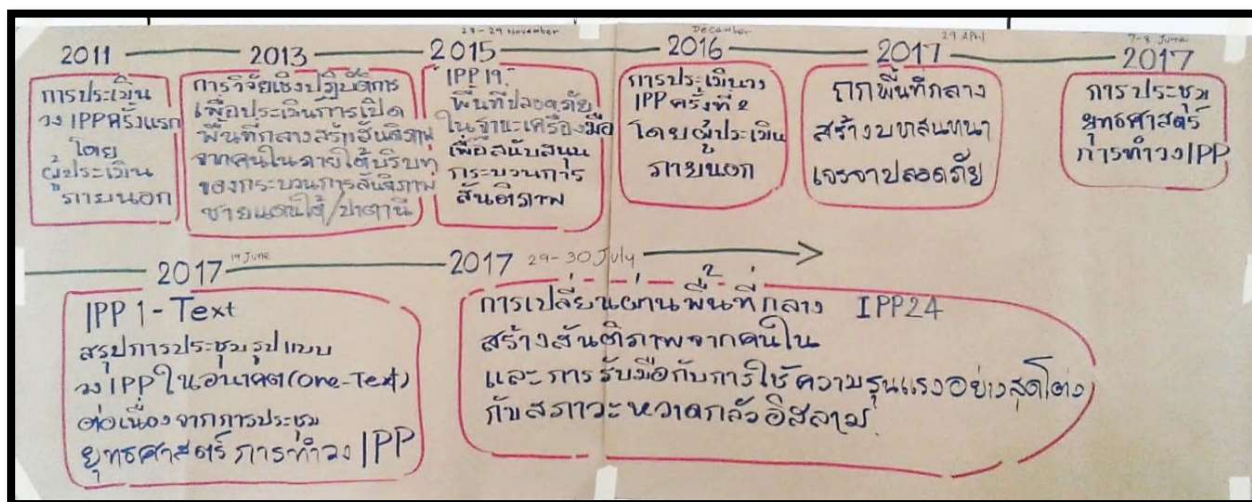 2011
การประเมิน
วง IPPครั้งแรก
โดย
ผู้ประเมิน
ภายนอก
2013
การวิจัยเชิงปฏิบัติการ
เพื่อประเมินการเปิด
พื้นที่กลางสร้างสันติภาพ
จากคนในภายใต้บริบท
ของกระบวนการสันติภาพ
ชายแดนใต้/ปาตานี
28-29 November
2015
"IPP 19"
พื้นที่ปลอดภัย
ในฐานะเครื่องมือ
เพื่อสนับสนุน
กระบวนการ
สันติภาพ
December
2016
การประเมินวง
IPP ครั้งที่ 2
โดยผู้ประเมิน
ภายนอก
29 April
2017
ถกพื้นที่กลาง
สร้างบทสนทนา
เจรจาปลอดภัย
7-8 June
2017
การประชุม
ยุทธศาสตร์
การทำวง IPP
19 June
2017
IPP 1-Text
สรุปการประชุมรูปแบบ
วง IPP ในอนาคต(one-Text)
ต่อเนื่องจากการประชุม
ยุทธศาสตร์ การทำวง IPP
2017 29-30 July
2
การเปลี่ยนผ่าน พื้นที่กลาง IPP24
สร้างสันติภาพจากคนใน
และ การรับมือกับการใช้ความรุนแรงอย่างสุดโต่ง
กับสภาวะหวาดกลัวอิสลาม